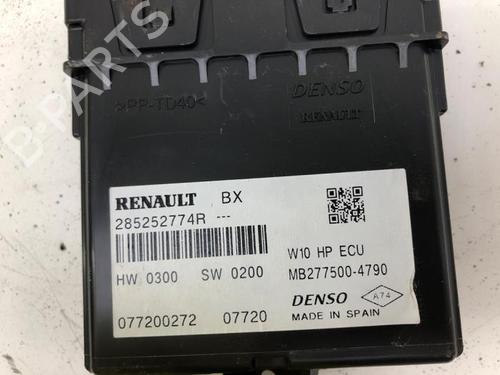 >PP-TD40<
DENSO
RENAULT
RENAULT BX
285252774R ---
W10 HP ECU
HW 0300 SW 0200 MB277500-4790
DENSO A74
077200272 07720 MADE IN SPAIN
B-PARTS